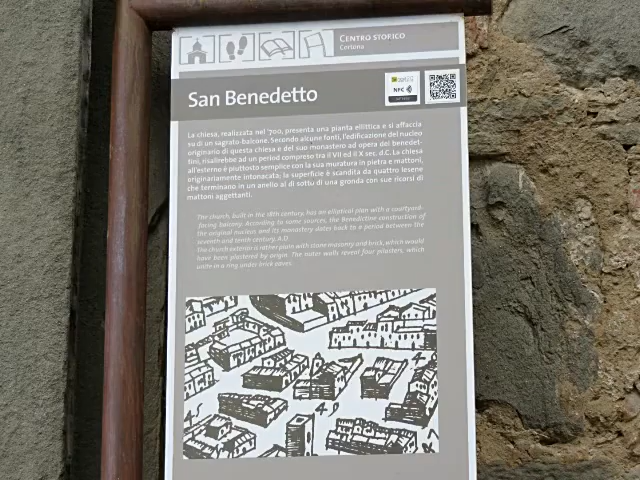 CENTRO STORICO
Cortona
San Benedetto
NFC
La chiesa, realizzata nel '700, presenta una pianta ellittica e si affaccia
su di un sagrato-balcone. Secondo alcune fonti, l'edificazione del nucleo
originario di questa chiesa e del suo monastero ad opera dei benedet-
tini, risalirebbe ad un period compreso tra il VII ed il X sec. d.C. La chiesa
all'esterno è piuttosto semplice con la sua muratura in pietra e mattoni,
originariamente intonacata; la superficie è scandita da quattro lesene
che terminano in un anello al di sotto di una gronda con sue ricorsi di
mattoni aggettanti.
The church, built in the 18th century, has an elliptical plan with a courtyard-
facing balcony. According to some sources, the Benedictine construction of
the original nucleus and its monastery dates back to a period between the
seventh and tenth century, A.D.
The church exterior is rather plain with stone masonry and brick, which would
have been plastered by origin. The outer walls reveal four pilasters, which
unite in a ring under brick eaves.
47
49
45
48